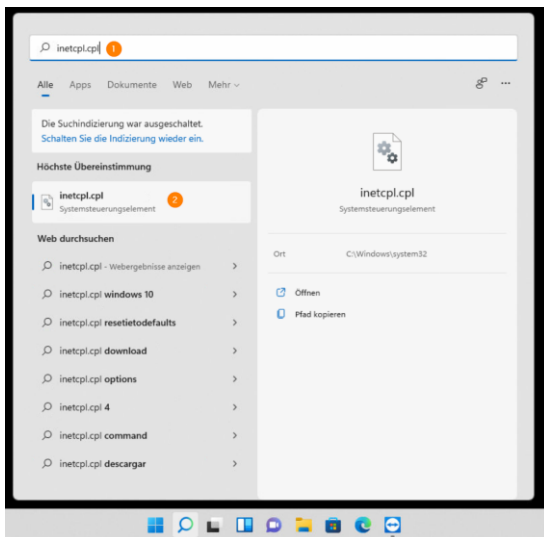 inetcpl.cpl 1
Alle Apps Dokumente Web Mehr
Die Suchindizierung war ausgeschaltet.
Schalten Sie die Indizierung wieder ein.
Höchste Übereinstimmung
inetcpl.cpl
Systemsteuerungselement
2
Web durchsuchen
inetcpl.cpl - Webergebnisse anzeigen
inetcpl.cpl windows 10
inetcpl.cpl resetietodefaults
inetcpl.cpl download
inetcpl.cpl options
inetcpl.cpl 4
inetcpl.cpl command
inetcpl.cpl descargar
inetcpl.cpl
Systemsteuerungselement
Ort C:\Windows\system32
Öffnen
Pfad kopieren